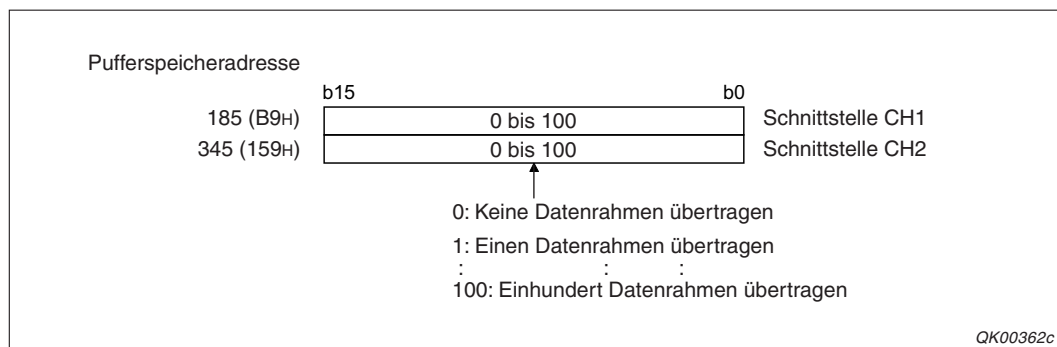 Pufferspeicheradresse
b15 b0
185 (B9H) 0 bis 100 Schnittstelle CH1
345 (159H) 0 bis 100 Schnittstelle CH2
0: Keine Datenrahmen übertragen
1: Einen Datenrahmen übertragen
: : :
100: Einhundert Datenrahmen übertragen
QK00362c